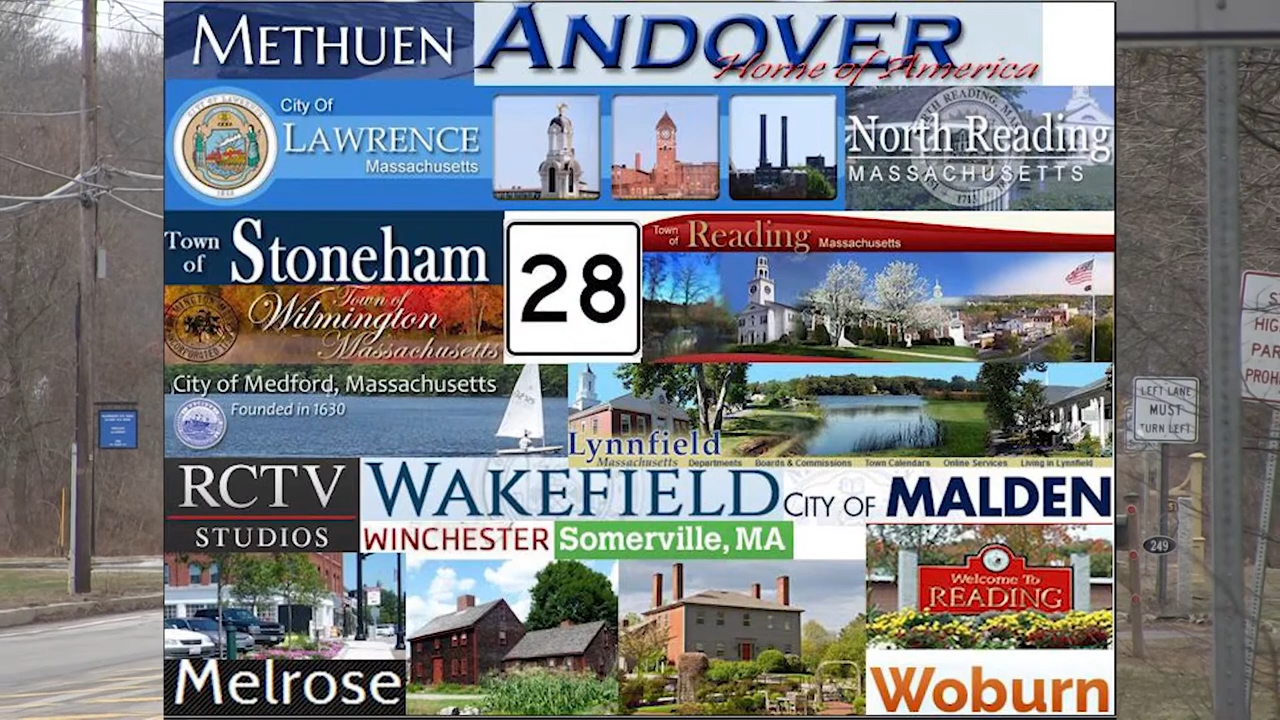 METHUEN
ANDOVER
Home of America
City Of
LAWRENCE
Massachusetts
North Reading
MASSACHUSETTS
Town
of
Stoneham
28
Town
of
Reading
Massachusetts
Town of
Wilmington
Massachusetts
City of Medford, Massachusetts
Founded in 1630
Lynnfield
Massachusetts Departments Boards & Commissions Town Calendars Online Services Living in Lynnfield
RCTV
STUDIOS
WAKEFIELD
CITY OF MALDEN
WINCHESTER
Somerville, MA
Welcome To
READING
Melrose
Woburn
LEFT LANE
MUST
TURN LEFT
249